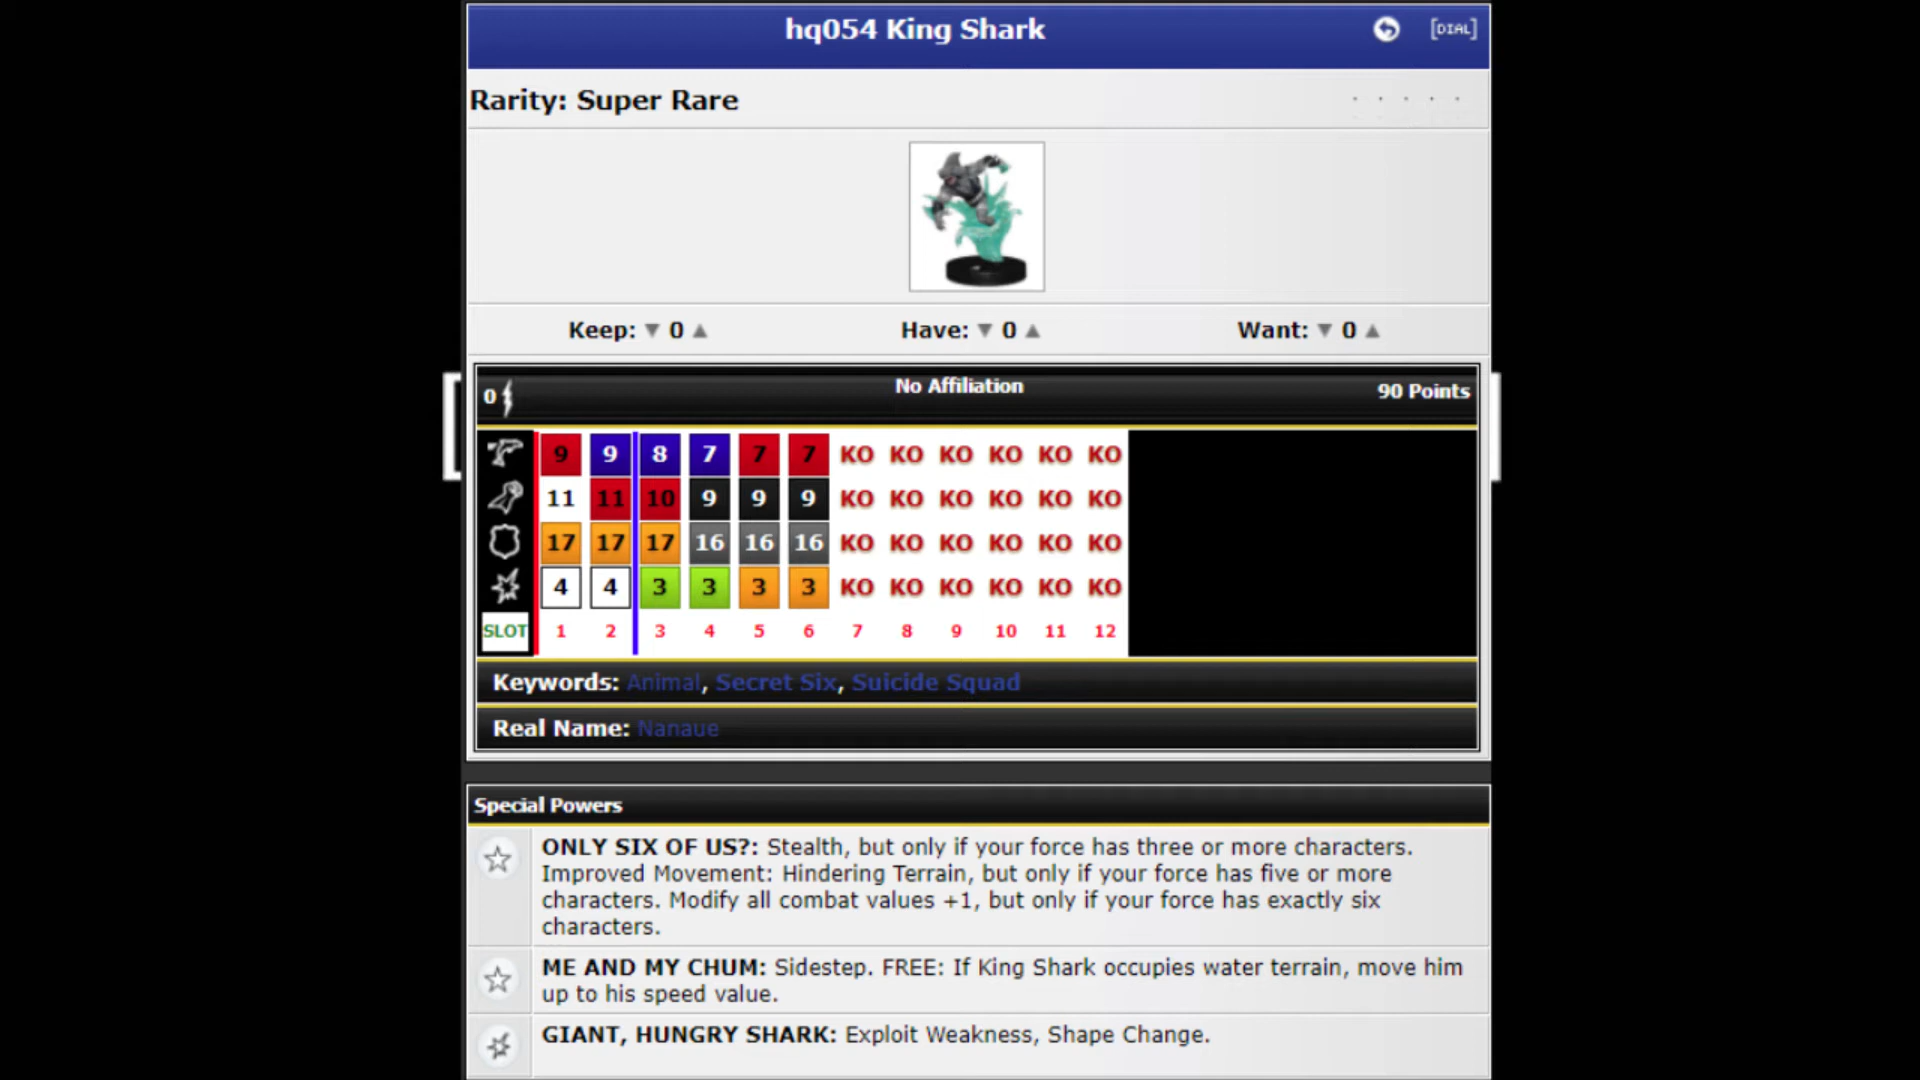 hq054 King Shark
[DIAL]
Rarity: Super Rare
Keep: ▼ 0 ▲ Have: ▼ 0 ▲ Want: ▼ 0 ▲
0 No Affiliation 90 Points
9 9 8 7 7 7 KO KO KO KO KO KO
11 11 10 9 9 9 KO KO KO KO KO KO
17 17 17 16 16 16 KO KO KO KO KO KO
4 4 3 3 3 3 KO KO KO KO KO KO
SLOT 1 2 3 4 5 6 7 8 9 10 11 12
Keywords: Animal, Secret Six, Suicide Squad
Real Name: Nanaue
Special Powers
ONLY SIX OF US?: Stealth, but only if your force has three or more characters.
Improved Movement: Hindering Terrain, but only if your force has five or more
characters. Modify all combat values +1, but only if your force has exactly six
characters.
ME AND MY CHUM: Sidestep. FREE: If King Shark occupies water terrain, move him
up to his speed value.
GIANT, HUNGRY SHARK: Exploit Weakness, Shape Change.